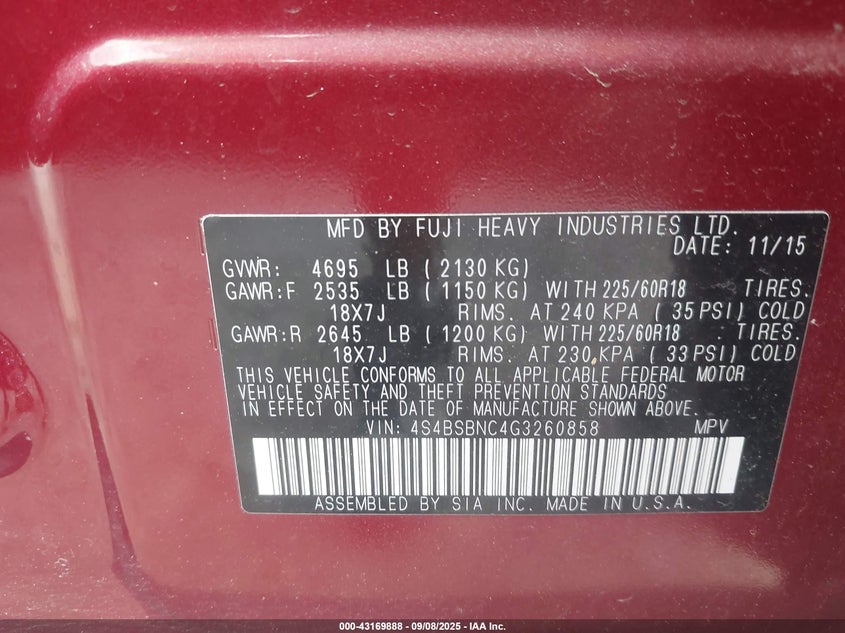 MFD BY FUJI HEAVY INDUSTRIES LTD.
DATE: 11/15
GVWR: 4695 LB (2130 KG)
GAWR:F 2535 LB (1150 KG) WITH 225/60R18 TIRES.
18X7J RIMS. AT 240 KPA (35 PSI) COLD
GAWR:R 2645 LB (1200 KG) WITH 225/60R18 TIRES.
18X7J RIMS. AT 230 KPA (33 PSI) COLD
THIS VEHICLE CONFORMS TO ALL APPLICABLE FEDERAL MOTOR
VEHICLE SAFETY AND THEFT PREVENTION STANDARDS
IN EFFECT ON THE DATE OF MANUFACTURE SHOWN ABOVE.
VIN: 4S4BSBNC4G3260858 MPV
ASSEMBLED BY SIA INC. MADE IN U.S.A.
000-43169888 - 09/08/2025 - IAA Inc.